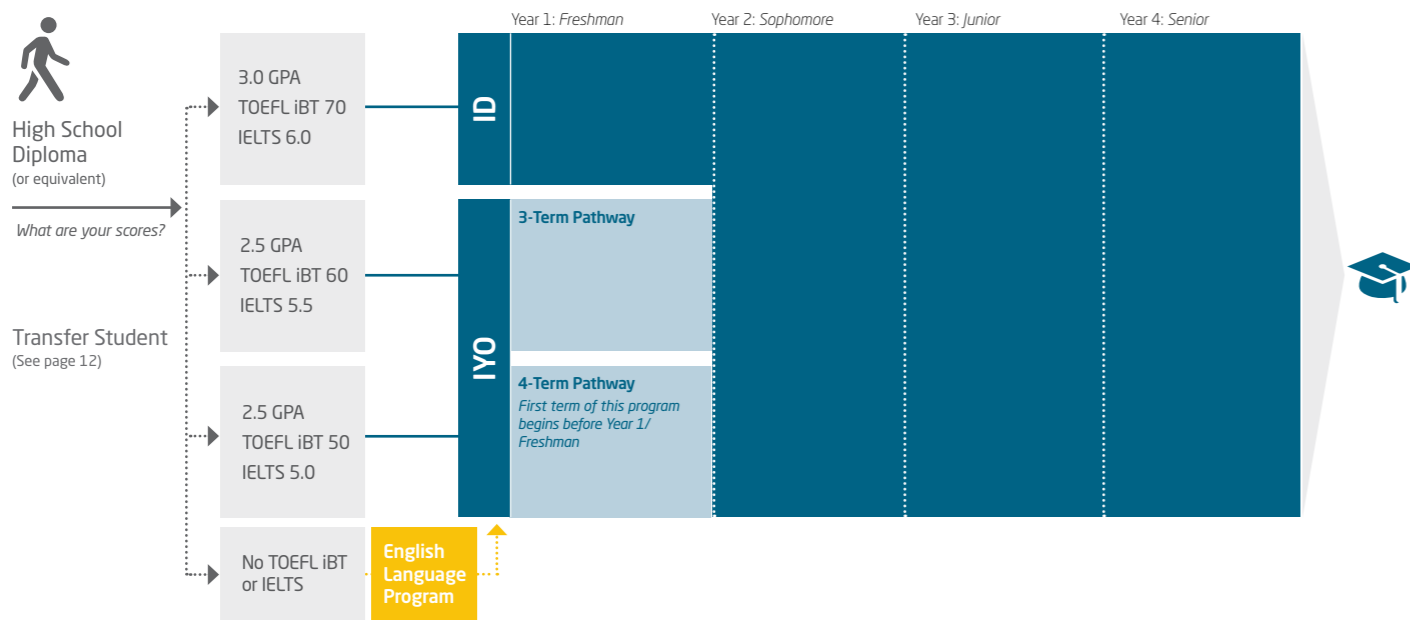 Year 1: Freshman
Year 2: Sophomore
Year 3: Junior
Year 4: Senior
High School
Diploma
(or equivalent)
What are your scores?
Transfer Student
(See page 12)
3.0 GPA
TOEFL iBT 70
IELTS 6.0
ID
2.5 GPA
TOEFL iBT 60
IELTS 5.5
IYO
3-Term Pathway
2.5 GPA
TOEFL iBT 50
IELTS 5.0
4-Term Pathway
First term of this program
begins before Year 1/
Freshman
No TOEFL iBT
or IELTS
English
Language
Program